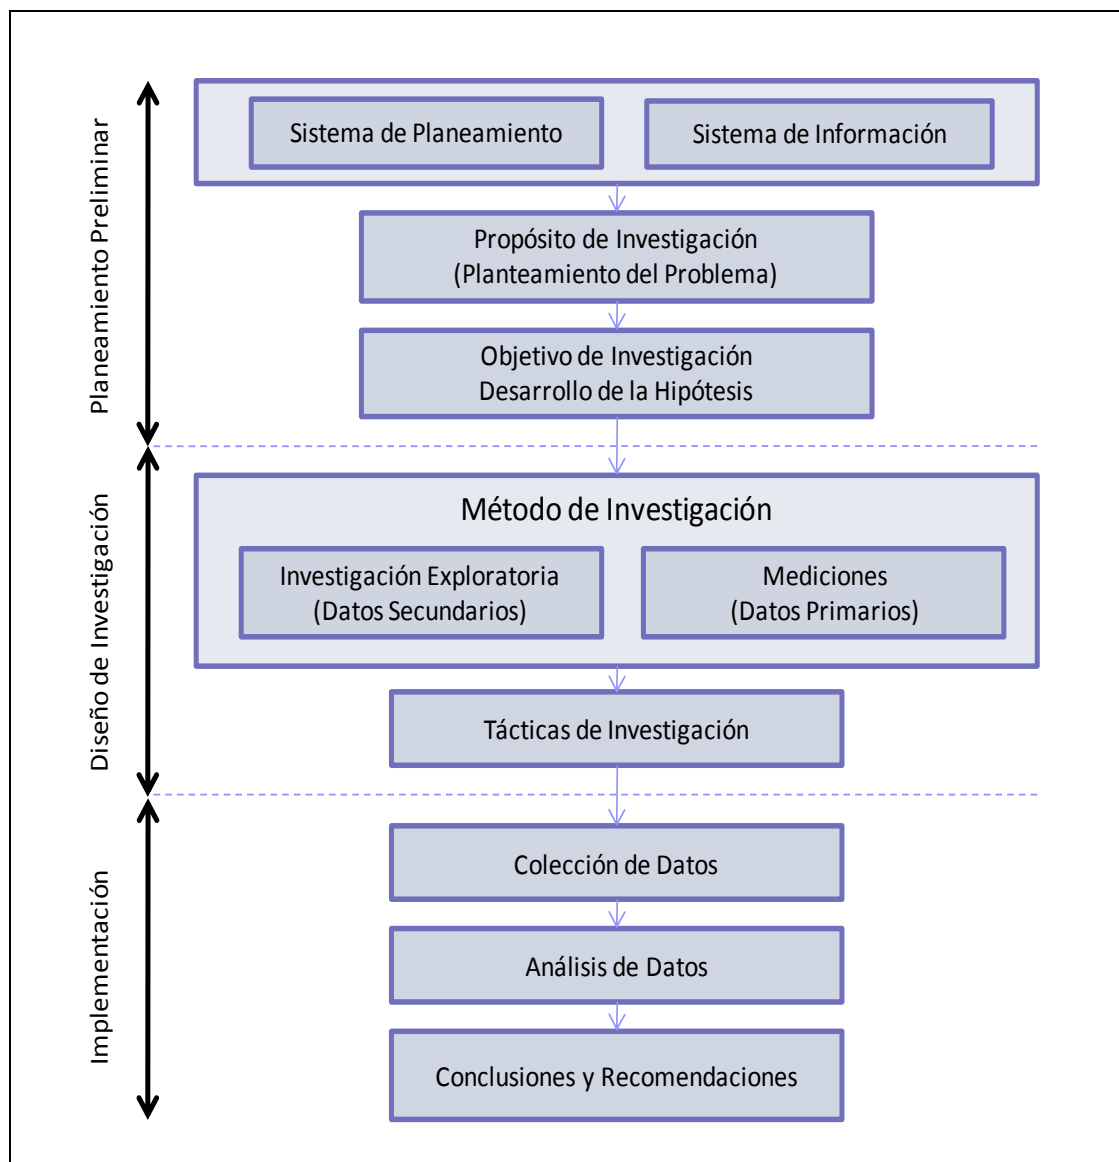 Planeamiento Preliminar
Sistema de Planeamiento
Sistema de Información
Propósito de Investigación
(Planteamiento del Problema)
Objetivo de Investigación
Desarrollo de la Hipótesis
Diseño de Investigación
Método de Investigación
Investigación Exploratoria
(Datos Secundarios)
Mediciones
(Datos Primarios)
Tácticas de Investigación
Implementación
Colección de Datos
Análisis de Datos
Conclusiones y Recomendaciones